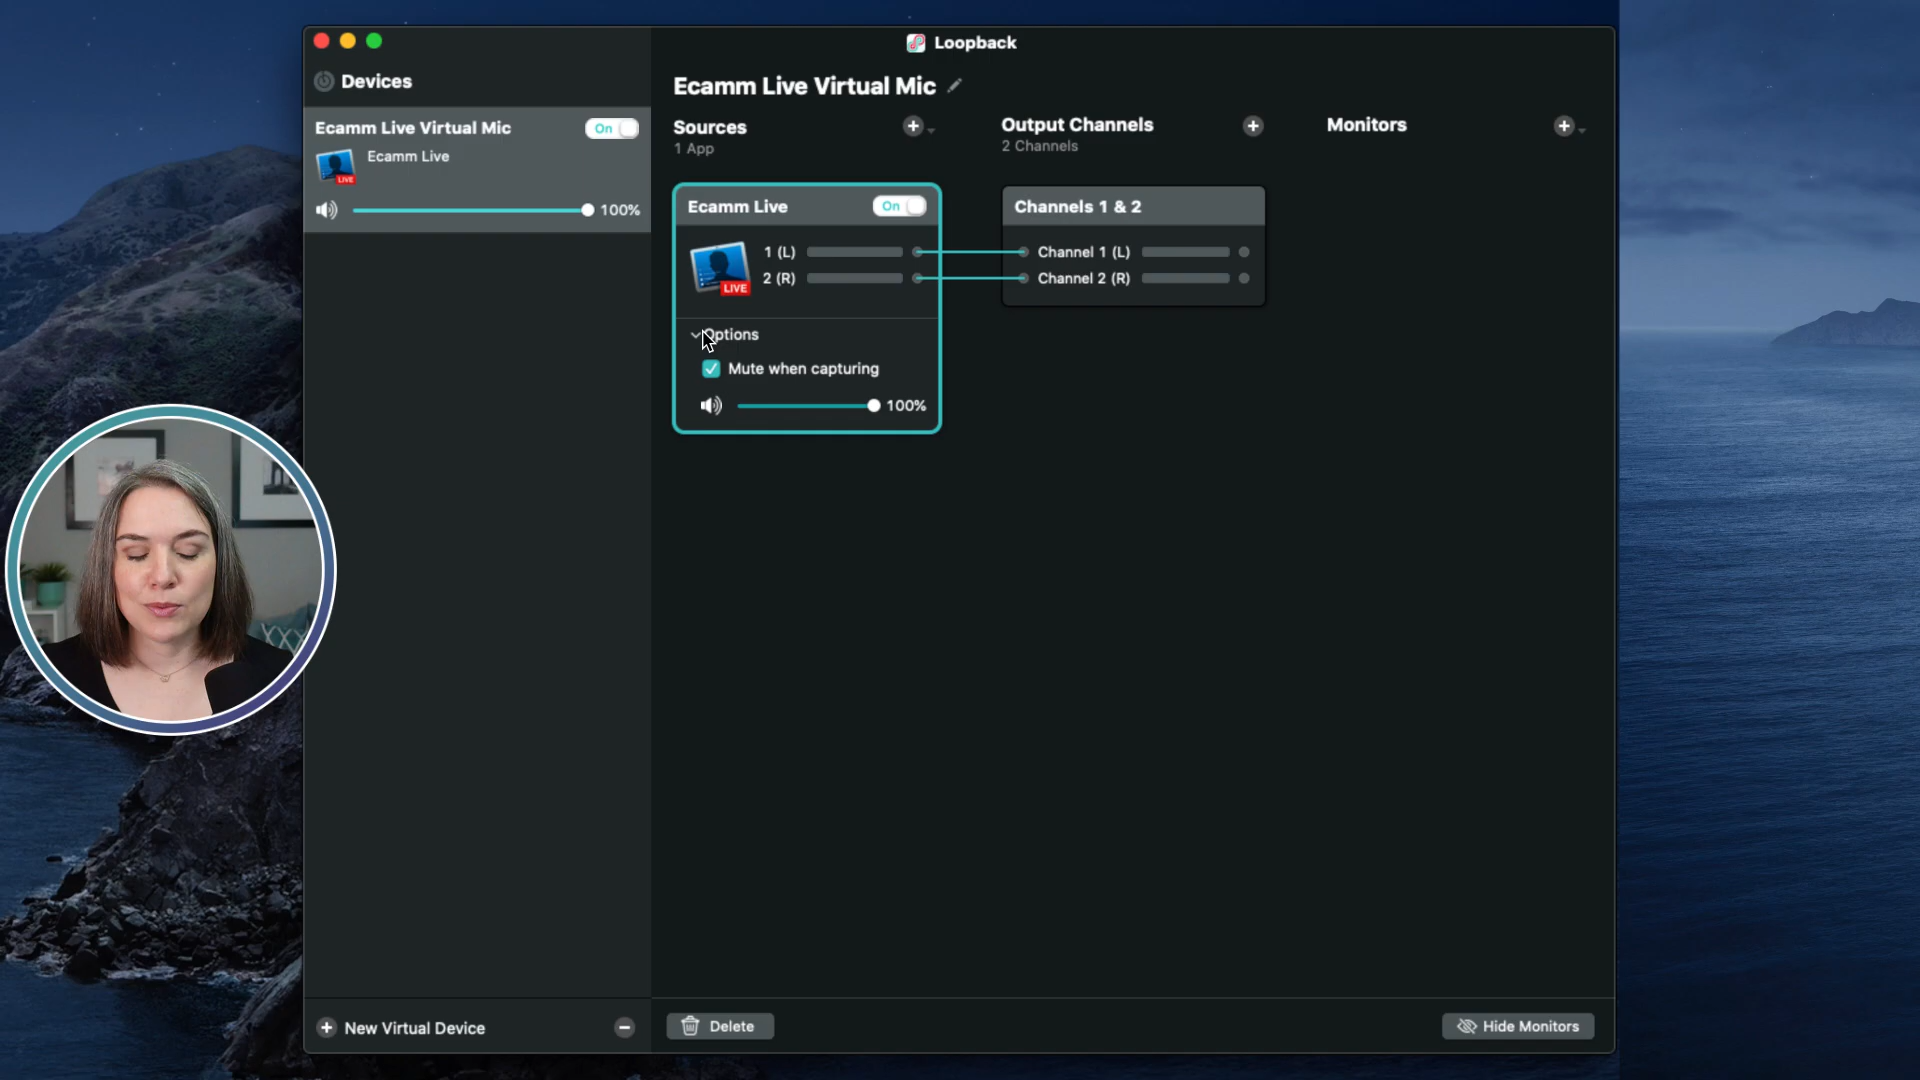 Loopback
Devices
Ecamm Live Virtual Mic
On
Ecamm Live
LIVE
100%
New Virtual Device
Ecamm Live Virtual Mic
Sources
1 App
Output Channels
2 Channels
Monitors
Ecamm Live
On
1 (L)
2 (R)
LIVE
Options
Mute when capturing
100%
Channels 1 & 2
Channel 1 (L)
Channel 2 (R)
Delete
Hide Monitors